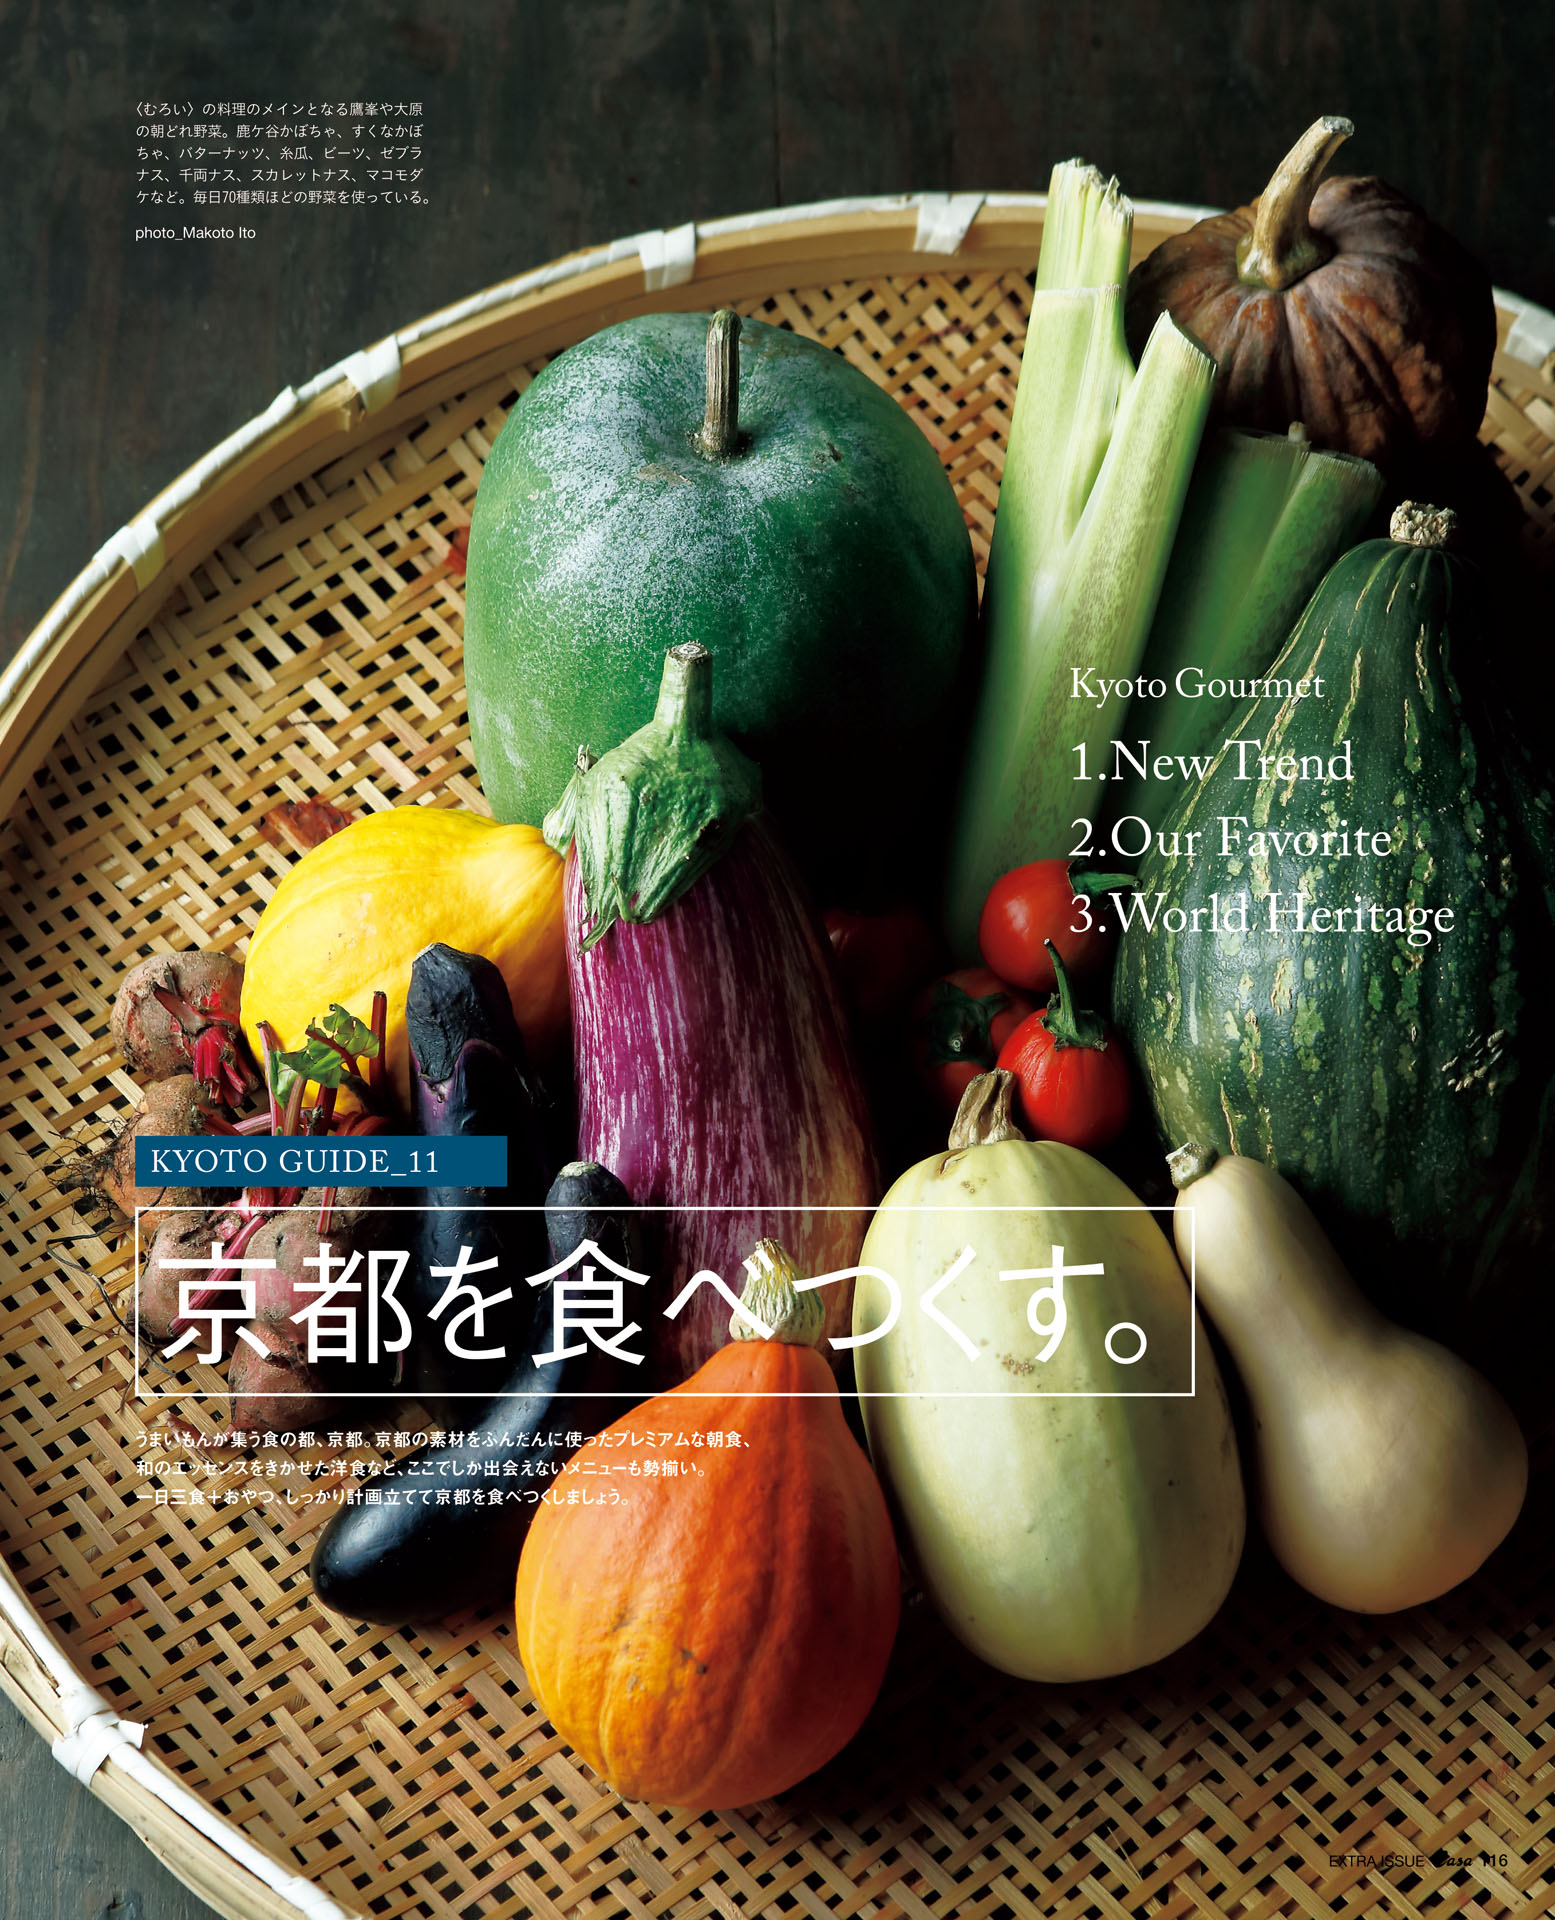 〈むろい〉の料理のメインとなる鷹峯や大原
の朝どれ野菜。鹿ケ谷かぼちゃ、すくなかぼ
ちゃ、バターナッツ、糸瓜、ビーツ、ゼブラ
ナス、千両ナス、スカレットナス、マコモダ
ケなど。毎日70種類ほどの野菜を使っている。
photo_Makoto Ito
Kyoto Gourmet
1.New Trend
2.Our Favorite
3.World Heritage
KYOTO GUIDE_11
京都を食べつくす。
うまいもんが集う食の都、京都。京都の素材をふんだんに使ったプレミアムな朝食、
和のエッセンスをきかせた洋食など、ここでしか出会えないメニューも勢揃い。
一日三食＋おやつ、しっかり計画立てて京都を食べつくしましょう。
EXTRA ISSUE Casa 116